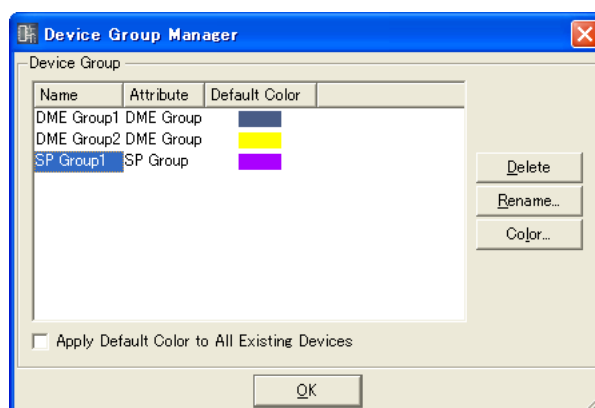 Device Group Manager
Device Group
Name Attribute Default Color
DME Group1 DME Group
DME Group2 DME Group
SP Group1 SP Group
Delete
Rename...
Color...
Apply Default Color to All Existing Devices
OK